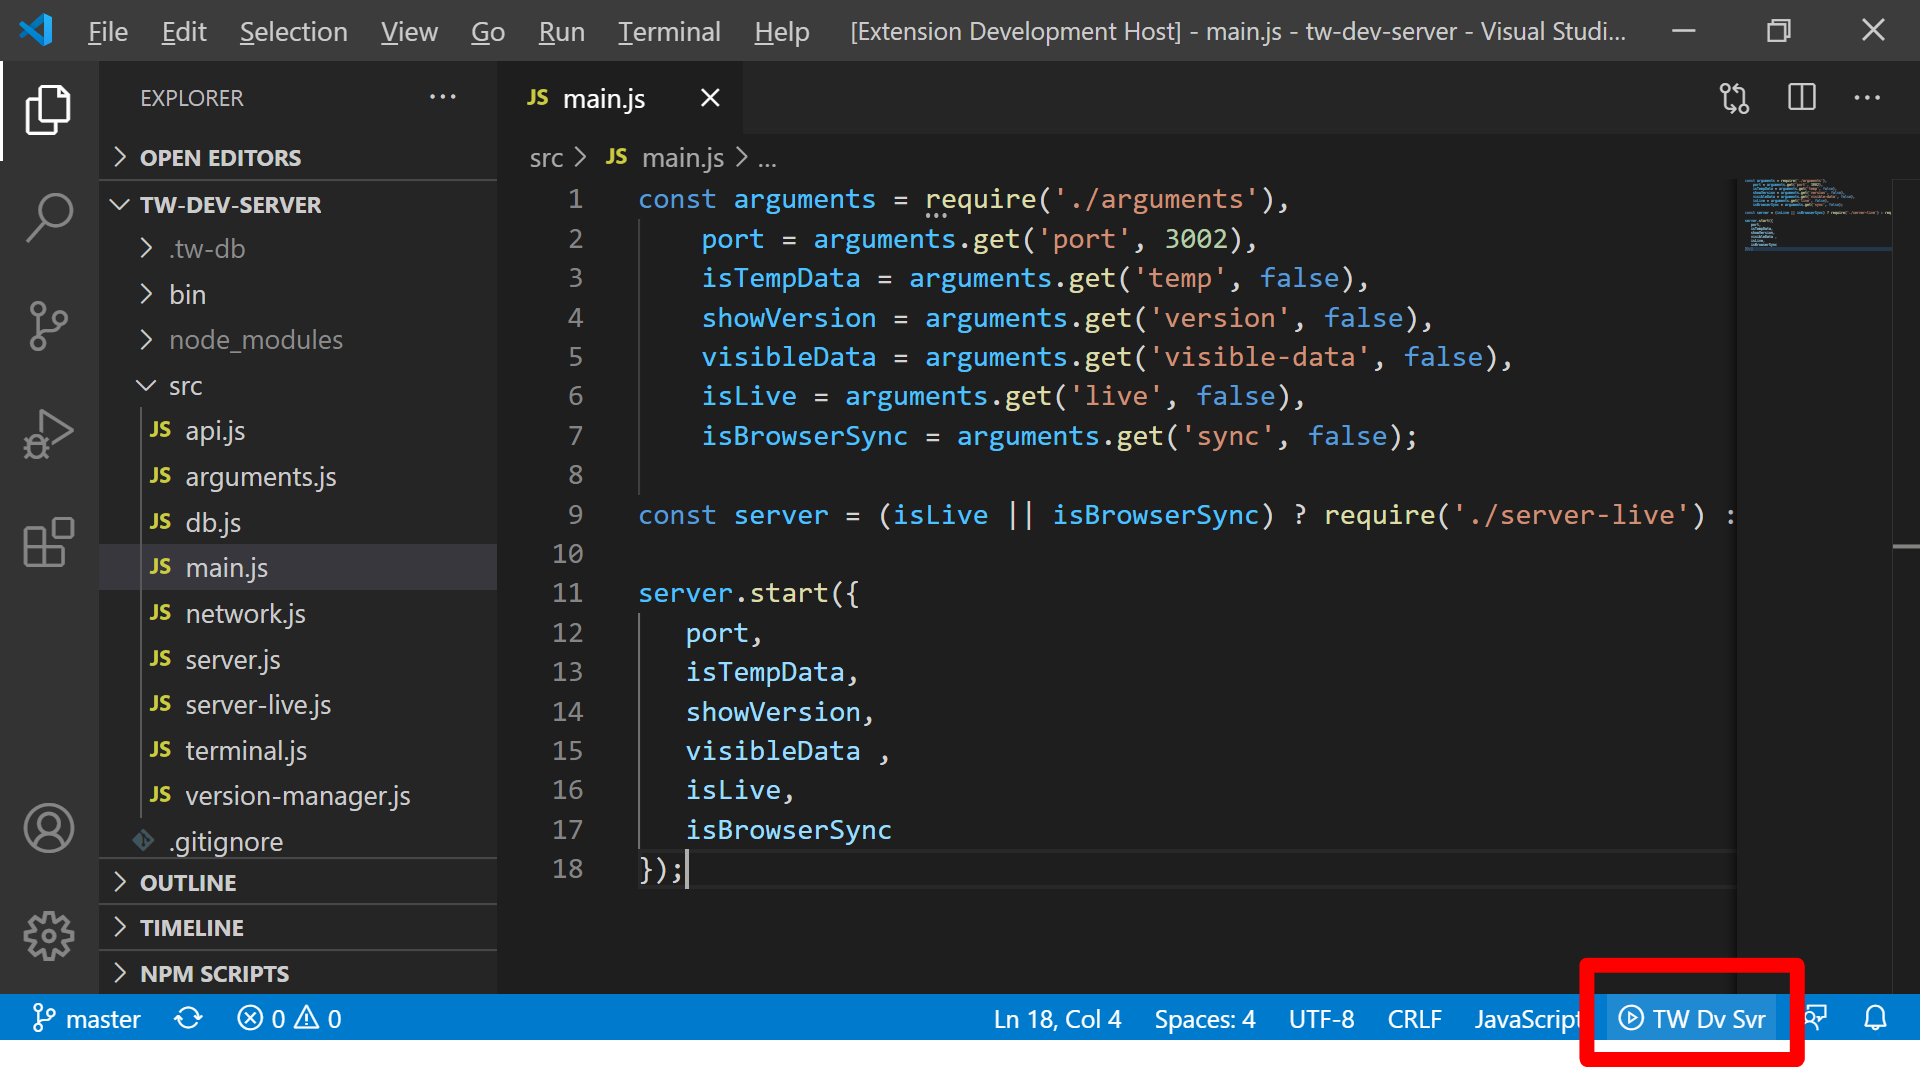 File Edit Selection View Go Run Terminal Help [Extension Development Host] - main.js - tw-dev-server - Visual Studi...
EXPLORER ...
OPEN EDITORS
TW-DEV-SERVER
.tw-db
bin
node_modules
src
JS api.js
JS arguments.js
JS db.js
JS main.js
JS network.js
JS server.js
JS server-live.js
JS terminal.js
JS version-manager.js
.gitignore
OUTLINE
TIMELINE
NPM SCRIPTS
JS main.js
src > JS main.js > ...
1 const arguments = require('./arguments'),
2 port = arguments.get('port', 3002),
3 isTempData = arguments.get('temp', false),
4 showVersion = arguments.get('version', false),
5 visibleData = arguments.get('visible-data', false),
6 isLive = arguments.get('live', false),
7 isBrowserSync = arguments.get('sync', false);
8
9 const server = (isLive || isBrowserSync) ? require('./server-live') :
10
11 server.start({
12 port,
13 isTempData,
14 showVersion,
15 visibleData ,
16 isLive,
17 isBrowserSync
18 });
master 0 0 Ln 18, Col 4 Spaces: 4 UTF-8 CRLF JavaScript TW Dv Svr